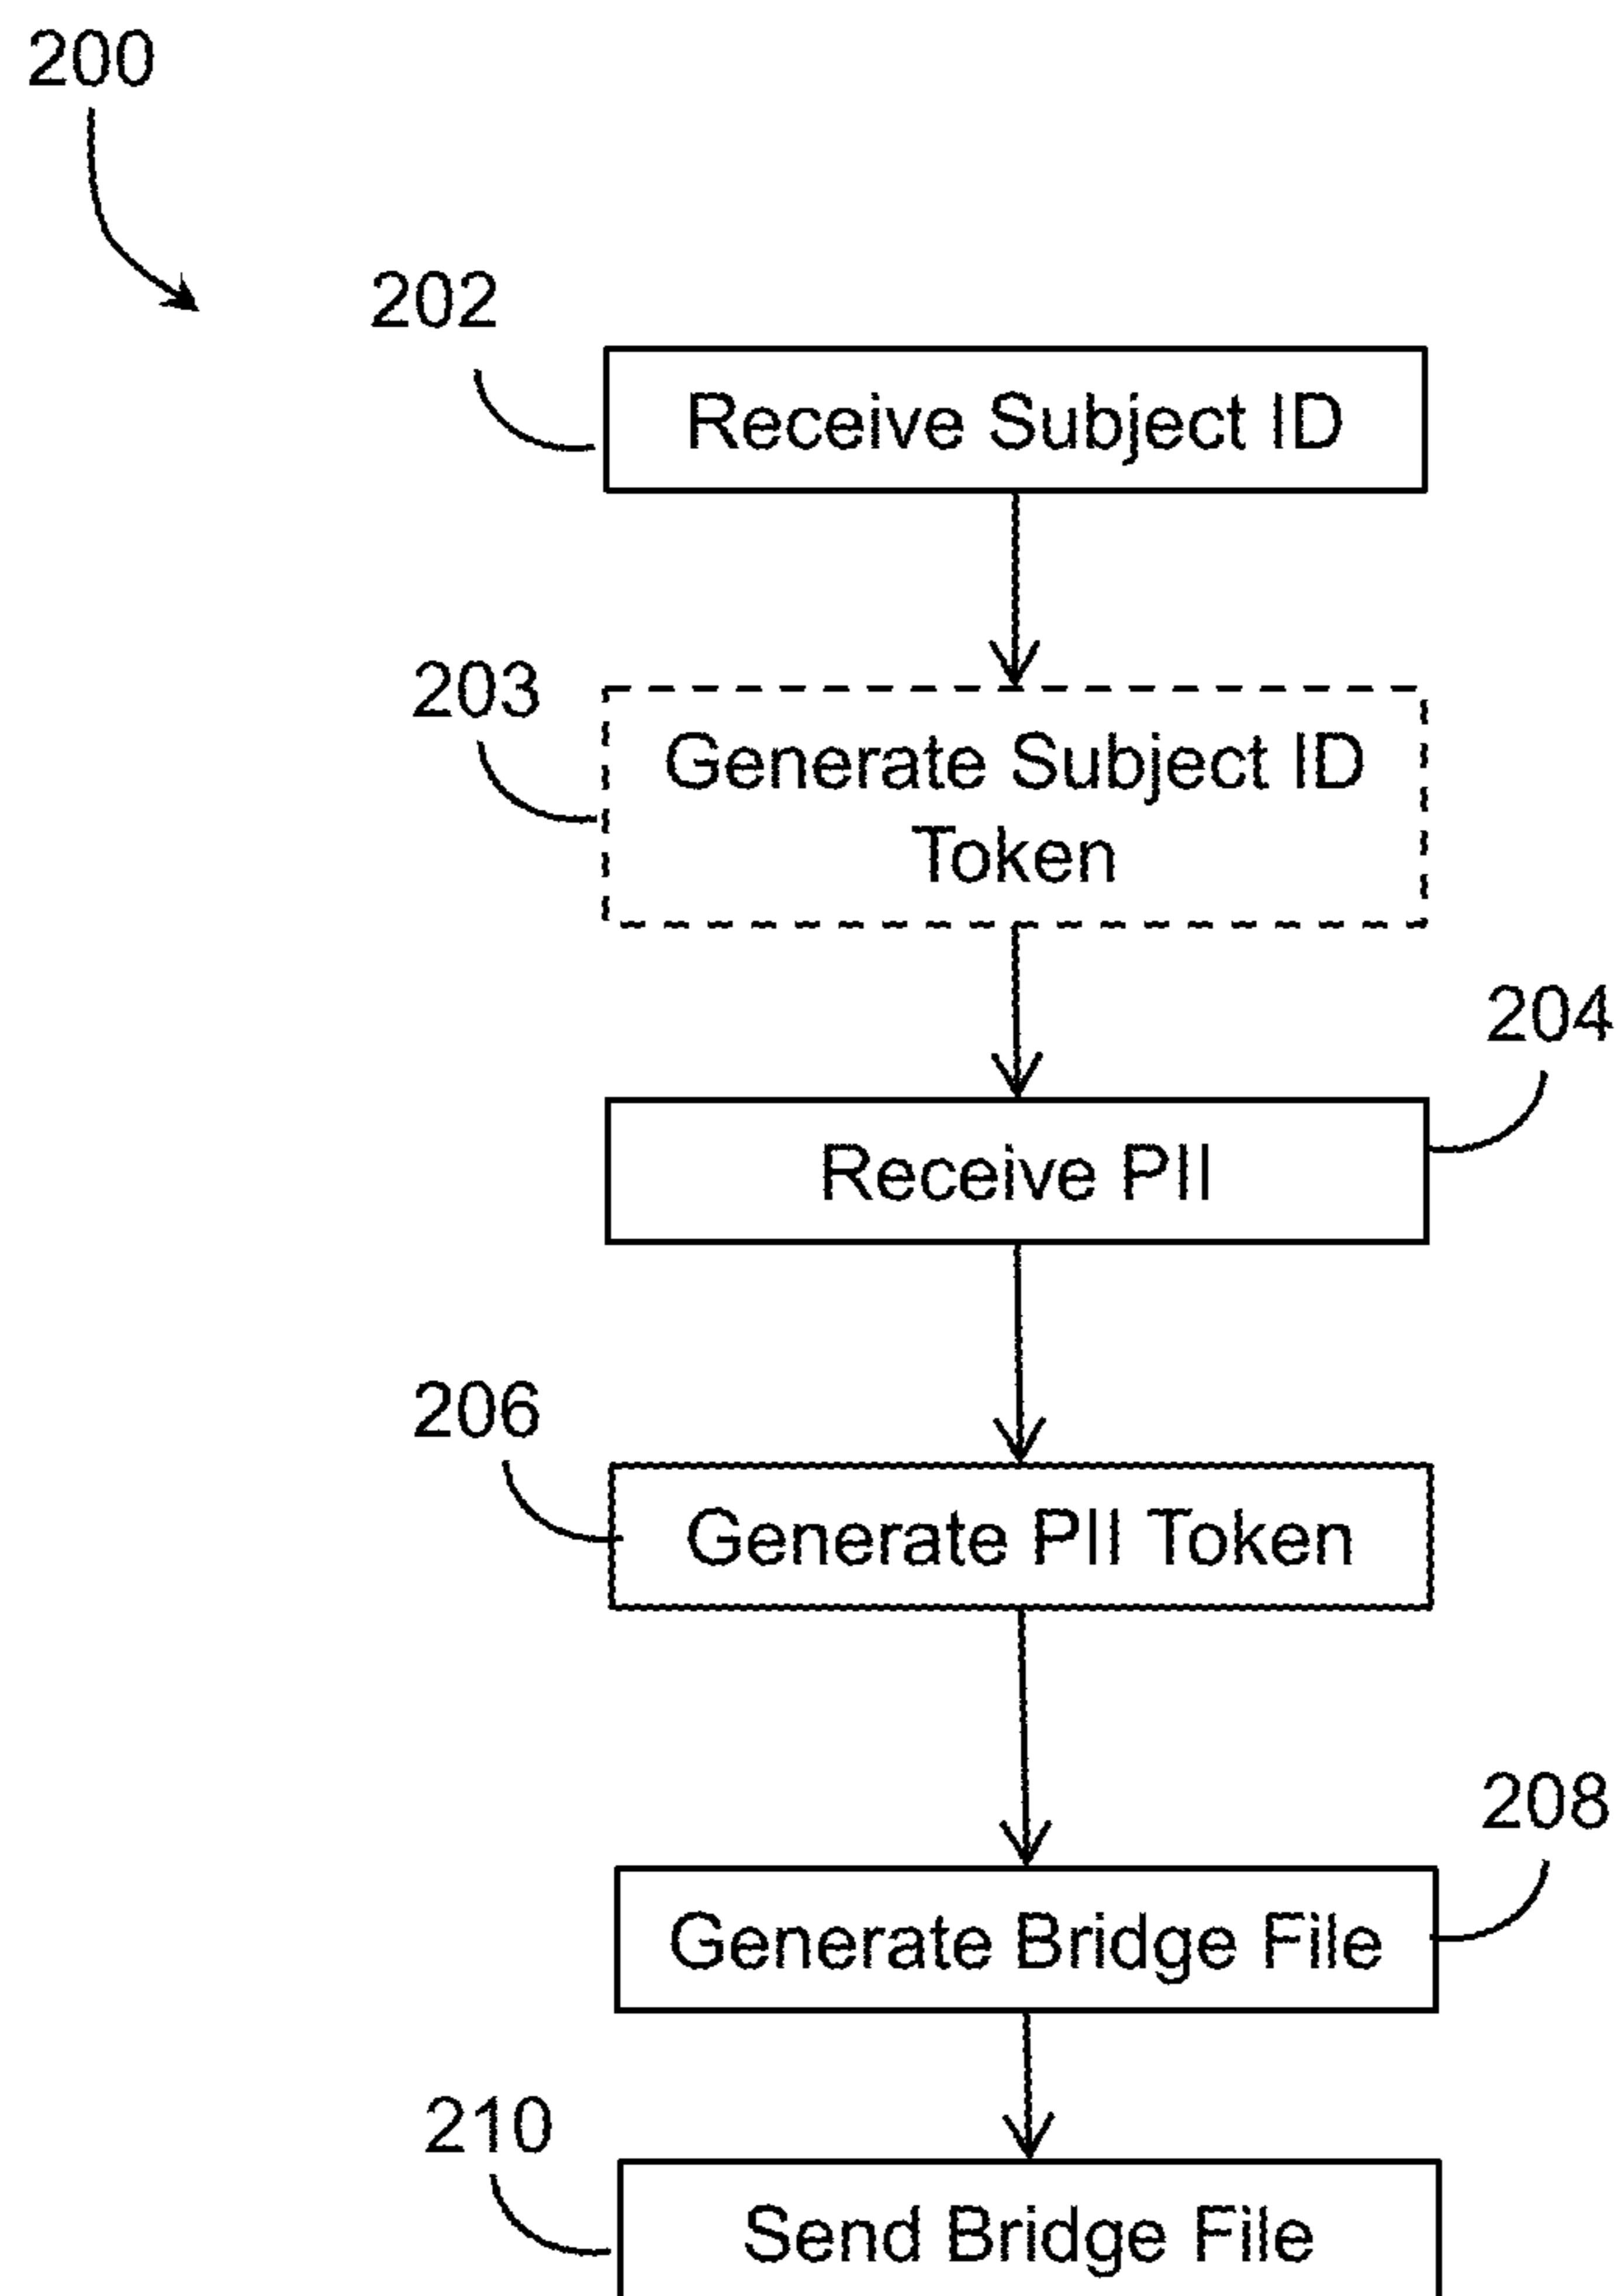 200
202
Receive Subject ID
203
Generate Subject ID
Token
204
Receive PII
206
Generate PII Token
208
Generate Bridge File
210
Send Bridge File